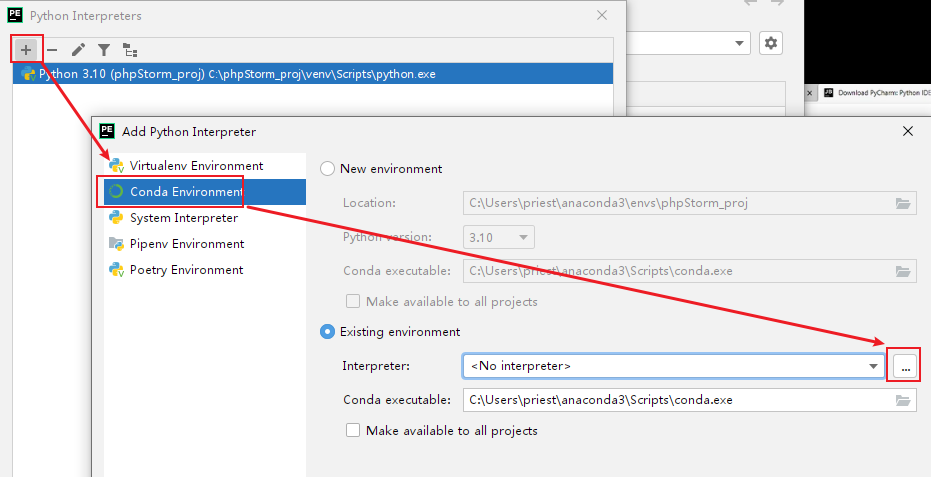 PE Python Interpreters
Python 3.10 (phpStorm_proj) C:\phpStorm_proj\venv\Scripts\python.exe
JB Download PyCharm: Python IDE
PE Add Python Interpreter
Virtualenv Environment
Conda Environment
System Interpreter
Pipenv Environment
Poetry Environment
New environment
Location: C:\Users\priest\anaconda3\envs\phpStorm_proj
Python version: 3.10
Conda executable: C:\Users\priest\anaconda3\Scripts\conda.exe
Make available to all projects
Existing environment
Interpreter: <No interpreter> ...
Conda executable: C:\Users\priest\anaconda3\Scripts\conda.exe
Make available to all projects